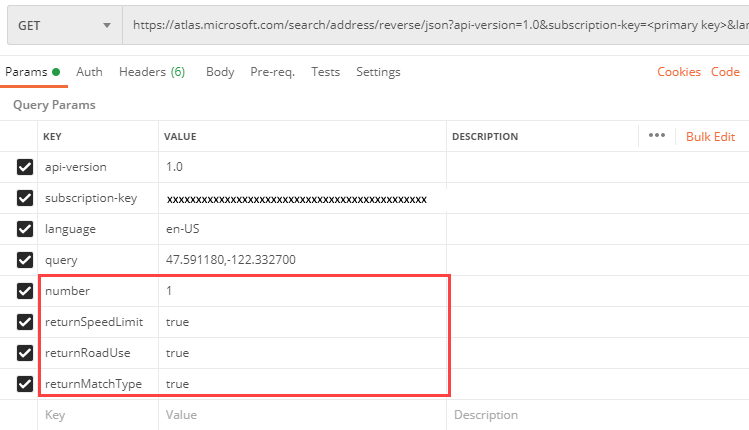 GET https://atlas.microsoft.com/search/address/reverse/json?api-version=1.0&subscription-key=<primary key>&lan
Params Auth Headers (6) Body Pre-req. Tests Settings Cookies Code
Query Params
KEY VALUE DESCRIPTION ••• Bulk Edit
api-version 1.0
subscription-key xxxxxxxxxxxxxxxxxxxxxxxxxxxxxxxxxxxxxxxxxxxxx
language en-US
query 47.591180,-122.332700
number 1
returnSpeedLimit true
returnRoadUse true
returnMatchType true
Key Value Description